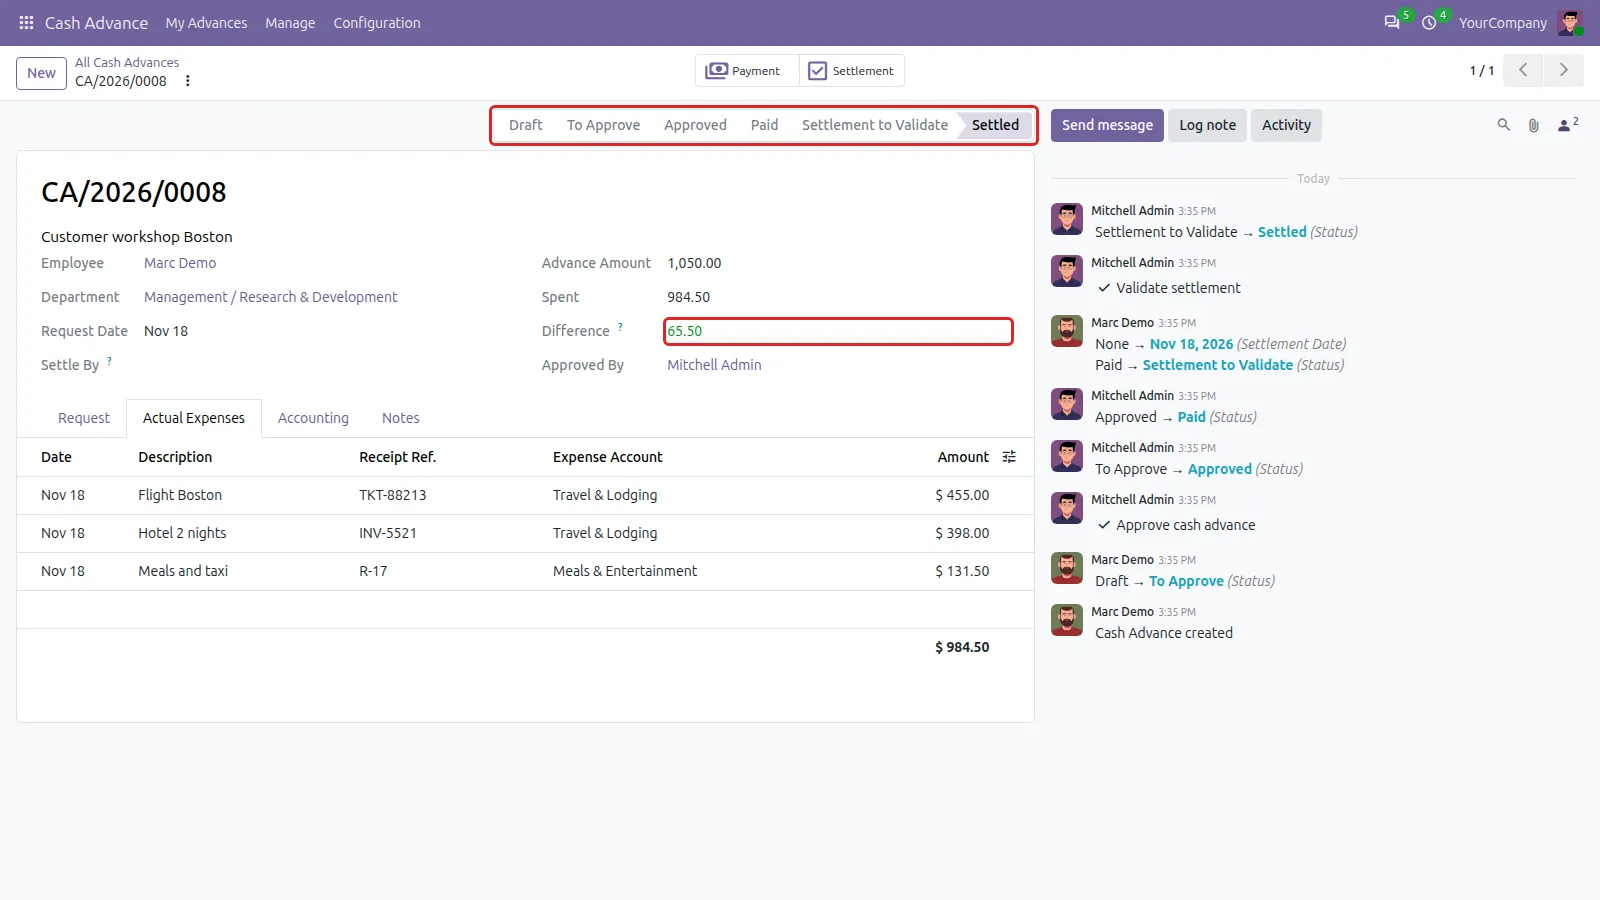 Cash Advance My Advances Manage Configuration 5 4 YourCompany
New All Cash Advances
CA/2026/0008
Payment Settlement 1 / 1
Draft To Approve Approved Paid Settlement to Validate Settled
Send message Log note Activity 2
CA/2026/0008
Customer workshop Boston
Employee Marc Demo
Department Management / Research & Development
Request Date Nov 18
Settle By ?
Advance Amount 1,050.00
Spent 984.50
Difference ? 65.50
Approved By Mitchell Admin
Request Actual Expenses Accounting Notes
Date Description Receipt Ref. Expense Account Amount
Nov 18 Flight Boston TKT-88213 Travel & Lodging $ 455.00
Nov 18 Hotel 2 nights INV-5521 Travel & Lodging $ 398.00
Nov 18 Meals and taxi R-17 Meals & Entertainment $ 131.50
$ 984.50
Today
Mitchell Admin 3:35 PM
Settlement to Validate → Settled (Status)
Mitchell Admin 3:35 PM
✓ Validate settlement
Marc Demo 3:35 PM
None → Nov 18, 2026 (Settlement Date)
Paid → Settlement to Validate (Status)
Mitchell Admin 3:35 PM
Approved → Paid (Status)
Mitchell Admin 3:35 PM
To Approve → Approved (Status)
Mitchell Admin 3:35 PM
✓ Approve cash advance
Marc Demo 3:35 PM
Draft → To Approve (Status)
Marc Demo 3:35 PM
Cash Advance created